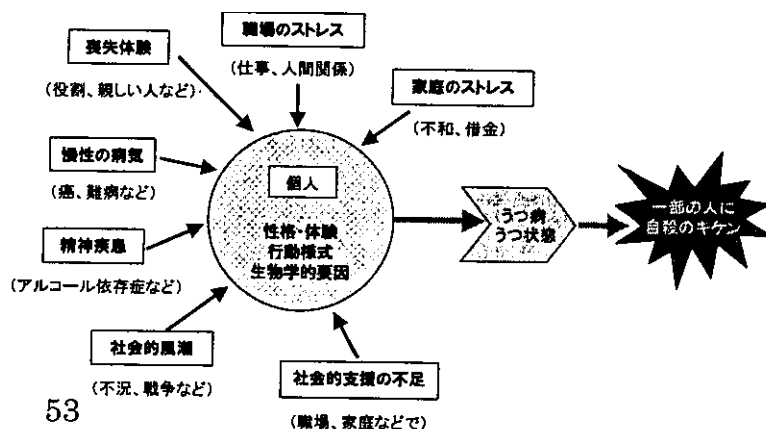 職場のストレス
(仕事、人間関係)
喪失体験
(役割、親しい人など)
家庭のストレス
(不和、借金)
慢性の病気
(癌、難病など)
精神疾患
(アルコール依存症など)
個人
性格・体験
行動様式
生物学的要因
うつ病
うつ状態
一部の人に
自殺のキケン
社会的風潮
(不況、戦争など)
社会的支援の不足
(職場、家庭などで)
53